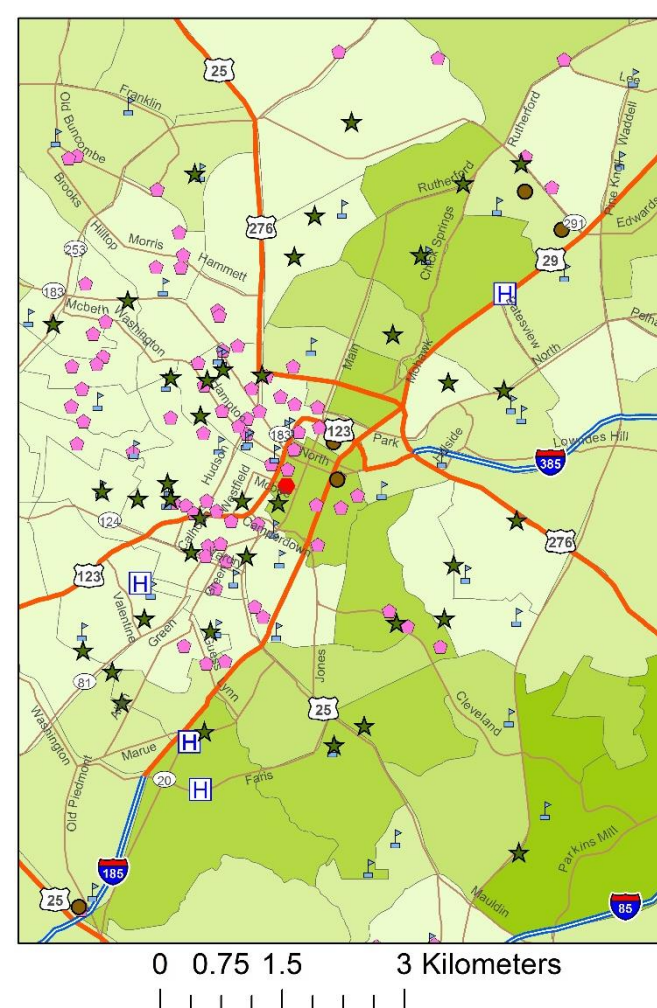 25
Franklin
Old Buncombe
Lee
Waddell
Rutherford
Brooks
Rutherford
Pine Knoll
Edwards
Hilltop
276
Chick Springs
291
253
Morris
Hammett
29
183
H
Mcbeth
Washington
Main
Mohawk
North
Pelha
Hampton
183
123
Park
Hillside
Lowndes Hill
385
North
Hudson
Westfield
124
Camperdown
276
123
H
Green
Valentine
Green
81
Jones
25
Cleveland
Washington
Marue
H
20
H
Faris
Old Piedmont
185
25
Parkins Mill
Mauldin
85
0 0.75 1.5 3 Kilometers